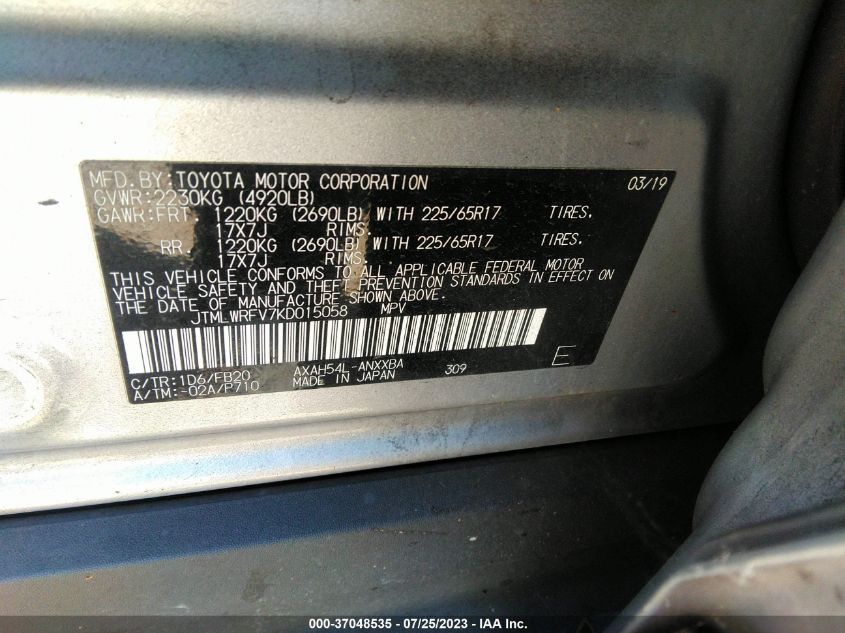 MFD.BY:TOYOTA MOTOR CORPORATION 03/19
GVWR:2230KG (4920LB)
GAWR:FRT. 1220KG (2690LB) WITH 225/65R17 TIRES,
17X7J RIMS.
RR. 1220KG (2690LB) WITH 225/65R17 TIRES,
17X7J RIMS.
THIS VEHICLE CONFORMS TO ALL APPLICABLE FEDERAL MOTOR
VEHICLE SAFETY AND THEFT PREVENTION STANDARDS IN EFFECT ON
THE DATE OF MANUFACTURE SHOWN ABOVE.
JTMLWRFV7KD015058 MPV
C/TR:1D6/FB20 AXAH54L-ANXXBA 309 E
A/TM:-02A/P710 MADE IN JAPAN
000-37048535 - 07/25/2023 - IAA Inc.